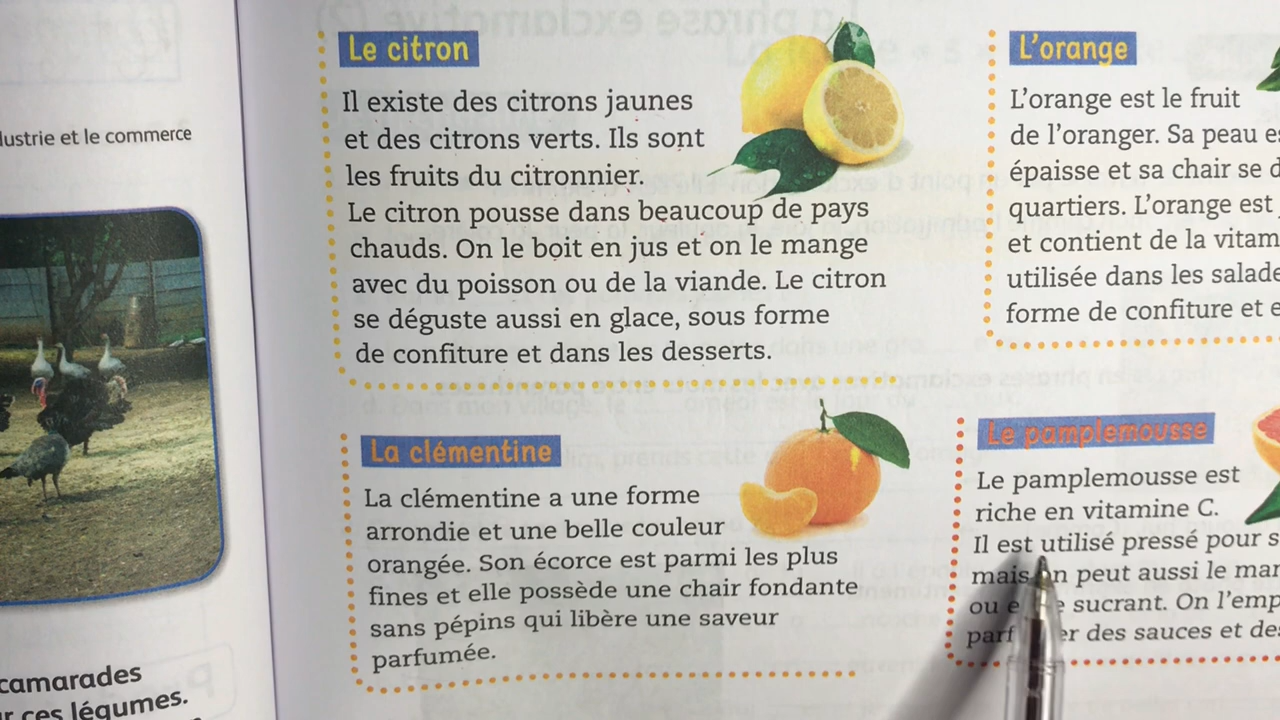 lustrie et le commerce
camarades
ur ces légumes.
Le citron
Il existe des citrons jaunes
et des citrons verts. Ils sont
les fruits du citronnier.
Le citron pousse dans beaucoup de pays
chauds. On le boit en jus et on le mange
avec du poisson ou de la viande. Le citron
se déguste aussi en glace, sous forme
de confiture et dans les desserts.
L'orange
L'orange est le fruit
de l'oranger. Sa peau
épaisse et sa chair se
quartiers. L'orange est
et contient de la vitam
utilisée dans les salade
forme de confiture et
La clémentine
La clémentine a une forme
arrondie et une belle couleur
orangée. Son écorce est parmi les plus
fines et elle possède une chair fondante
sans pépins qui libère une saveur
parfumée.
Le pamplemousse
Le pamplemousse est
riche en vitamine C.
Il est utilisé pressé pour
mais on peut aussi le
ou sucrant. On l'emp
des sauces et